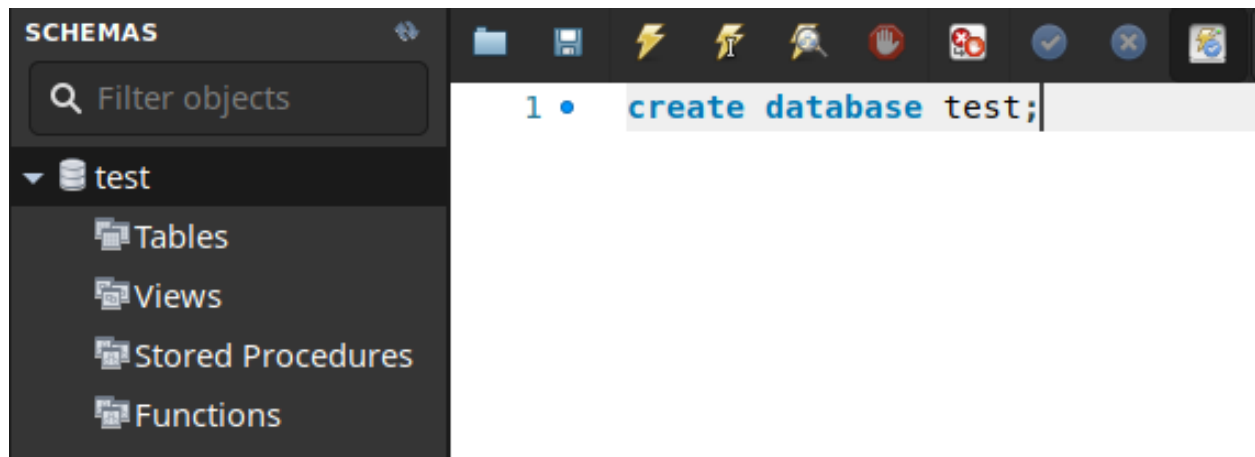 SCHEMAS
Filter objects
test
Tables
Views
Stored Procedures
Functions
1
create database test;